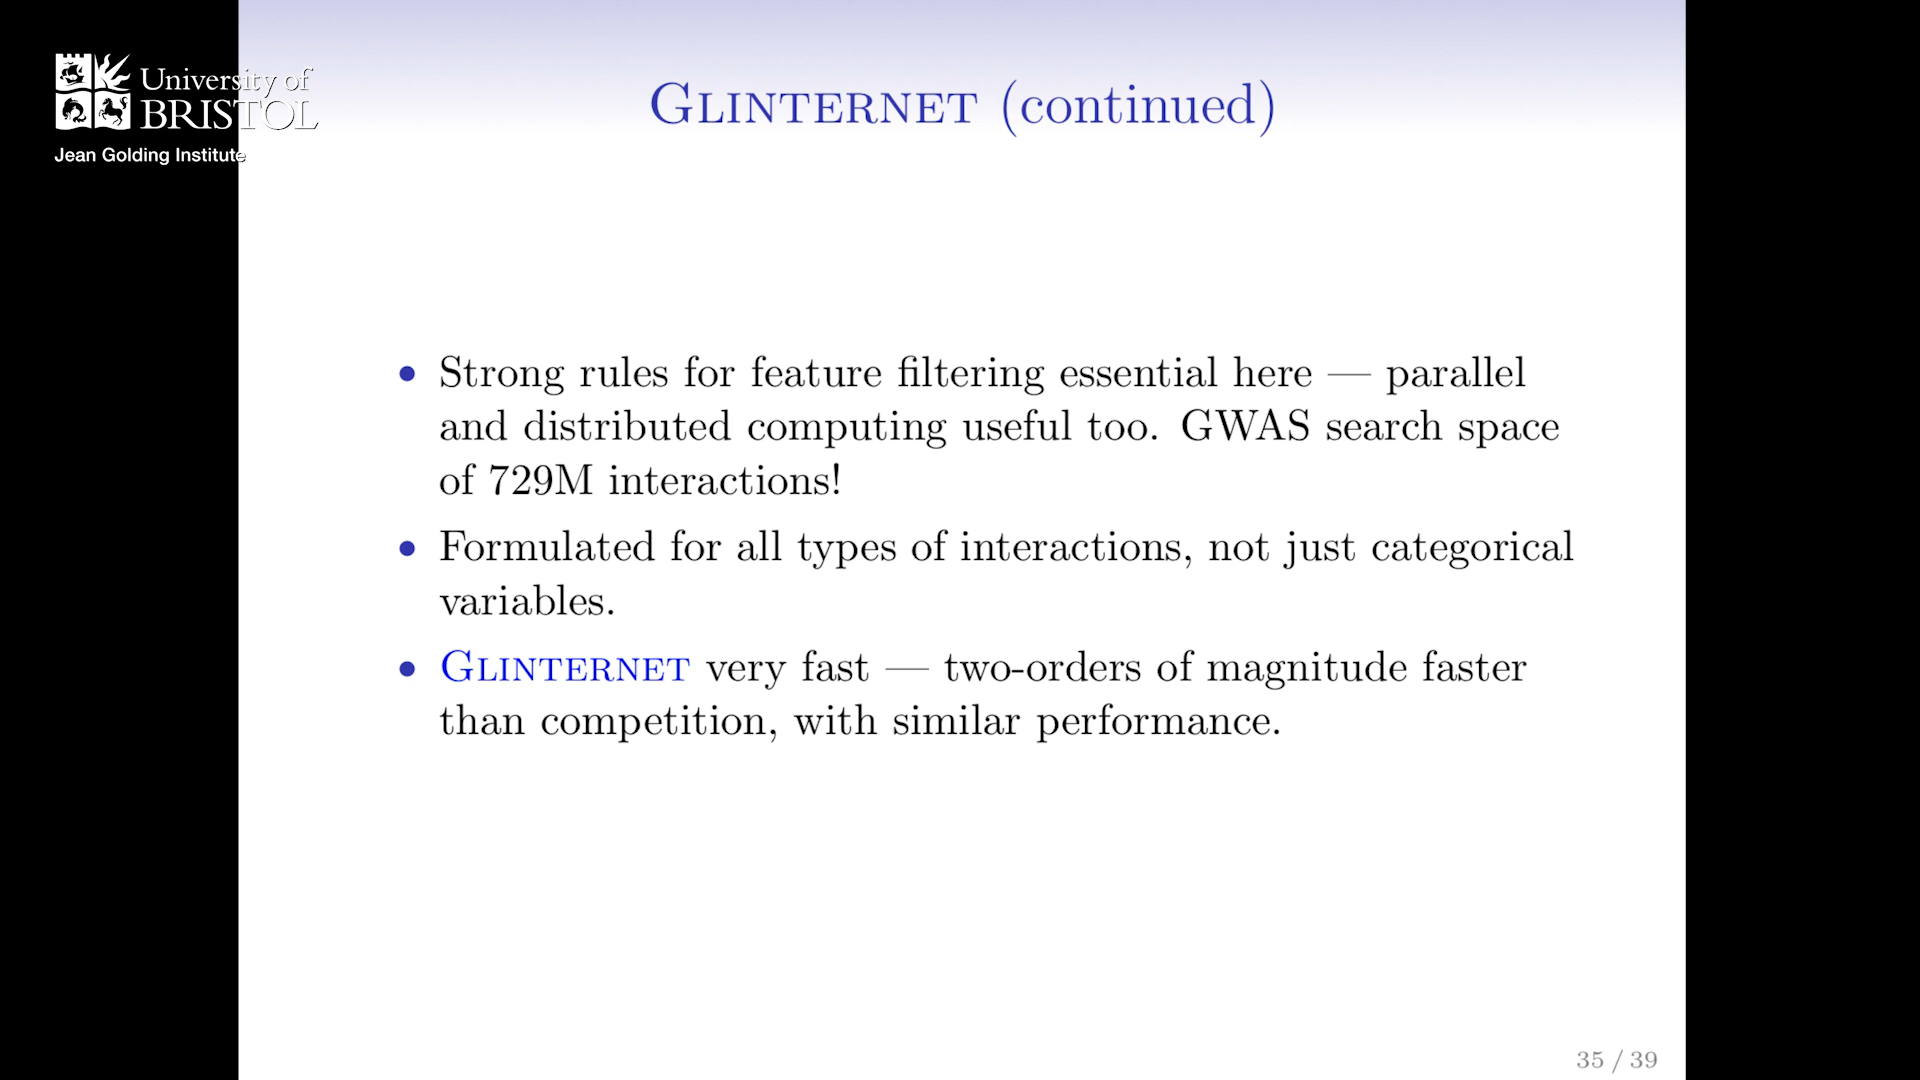 University of
BRISTOL
Jean Golding Institute
GLINTERNET (continued)
• Strong rules for feature filtering essential here — parallel
and distributed computing useful too. GWAS search space
of 729M interactions!
• Formulated for all types of interactions, not just categorical
variables.
• GLINTERNET very fast — two-orders of magnitude faster
than competition, with similar performance.
35 / 39